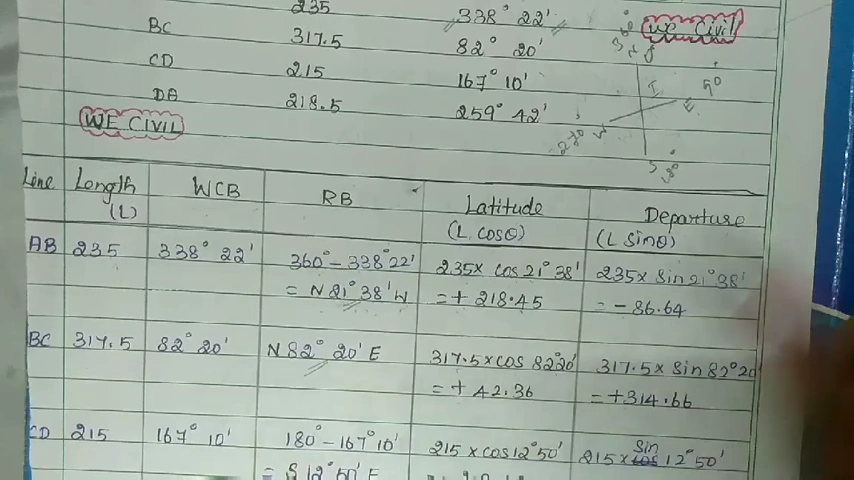 235 338° 22'
WE Civil
BC 317.5 82° 20'
CD 215 167° 10'
DA 218.5 259° 42'
WE CIVIL
90
I
E
270 W
S
180
Line Length (L) WCB RB Latitude (L cosθ) Departure (L sinθ)
AB 235 338° 22' 360° - 338°22' 235x cos 21° 38' 235x sin 21° 38'
= N 21° 38' W = + 218.45 = - 86.64
BC 317.5 82° 20' N 82° 20' E 317.5 x cos 82°20' 317.5 x sin 82° 20'
= + 42.36 = +314.66
CD 215 167° 10' 180° - 167° 10' 215 x cos 12° 50' 215 x sin 12° 50'
= S 12° 50' E